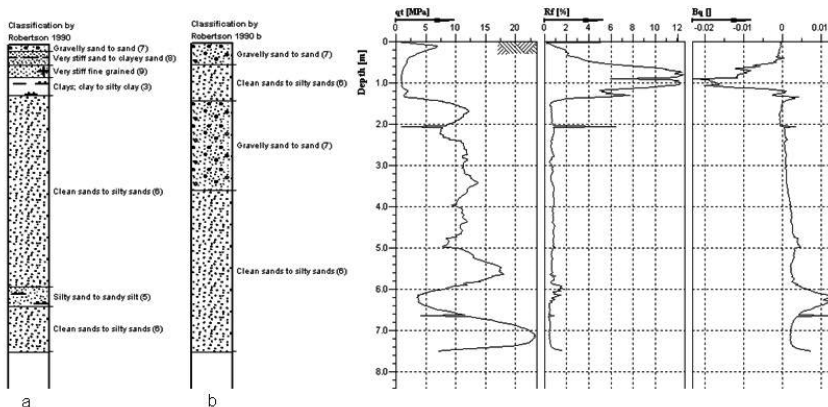 Classification by
Robertson 1990
Gravelly sand to sand (7)
Very stiff sand to clayey sand (8)
Very stiff fine grained (9)
Clays; clay to silty clay (3)
Clean sands to silty sands (6)
Silty sand to sandy silt (5)
Clean sands to silty sands (6)
a
Classification by
Robertson 1990 b
Gravelly sand to sand (7)
Clean sands to silty sands (6)
Gravelly sand to sand (7)
Clean sands to silty sands (6)
b
qt [MPa]
0 5 10 15 20
Depth [m]
0
1.0
2.0
3.0
4.0
5.0
6.0
7.0
8.0
Rf [%]
0 2 4 6 8 10 12
Bq []
-0.02 -0.01 0 0.01